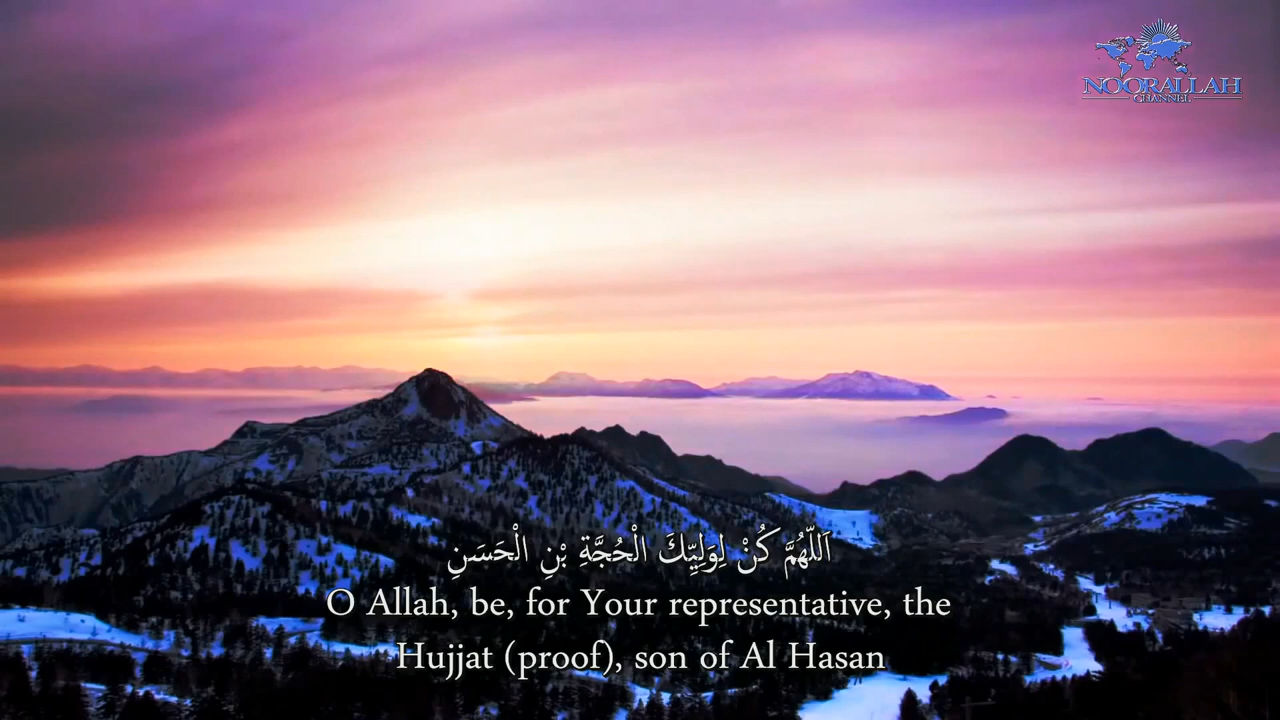 NOORALLAH
CHANNEL
اَللّهُمَّ كُنْ لِوَلِيِّكَ الْحُجَّةِ بْنِ الْحَسَنِ
O Allah, be, for Your representative, the
Hujjat (proof), son of Al Hasan